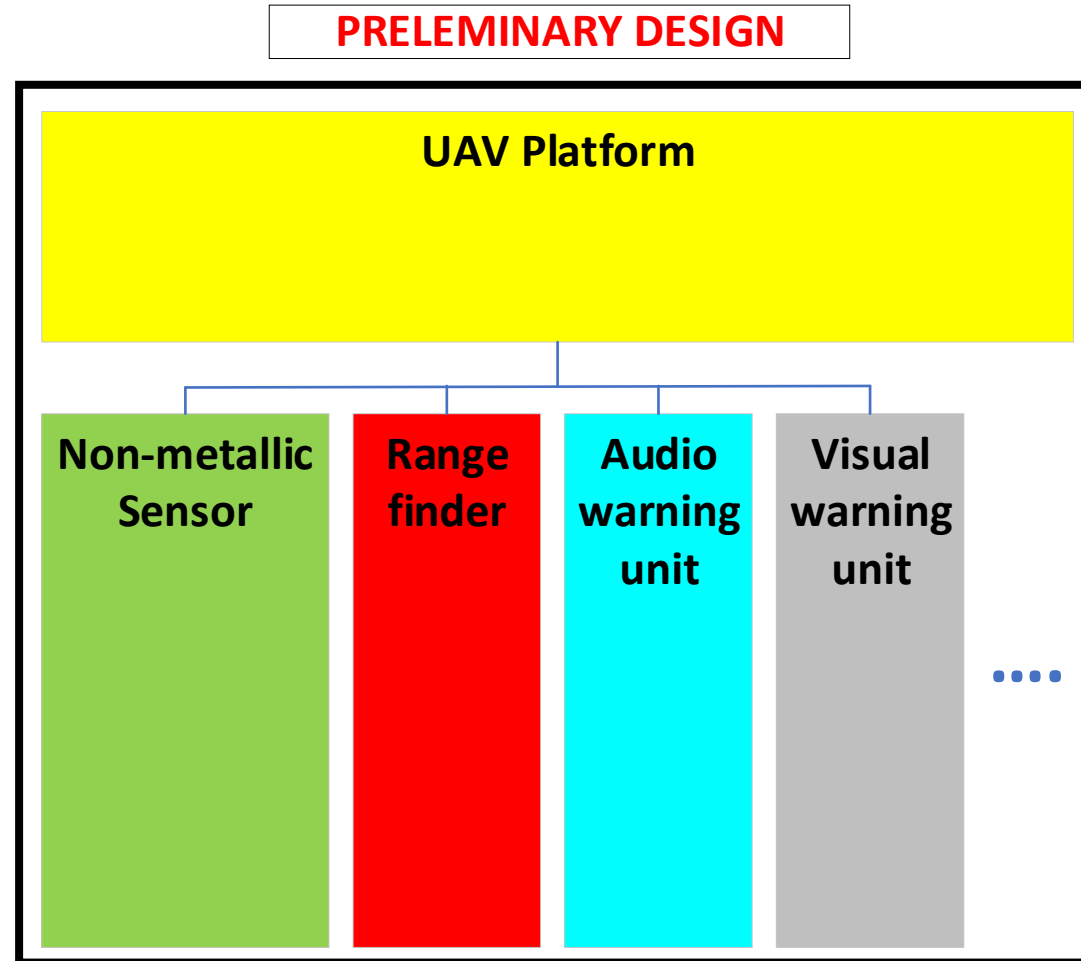 PRELEMINARY DESIGN
UAV Platform
Non-metallic
Sensor
Range
finder
Audio
warning
unit
Visual
warning
unit
....